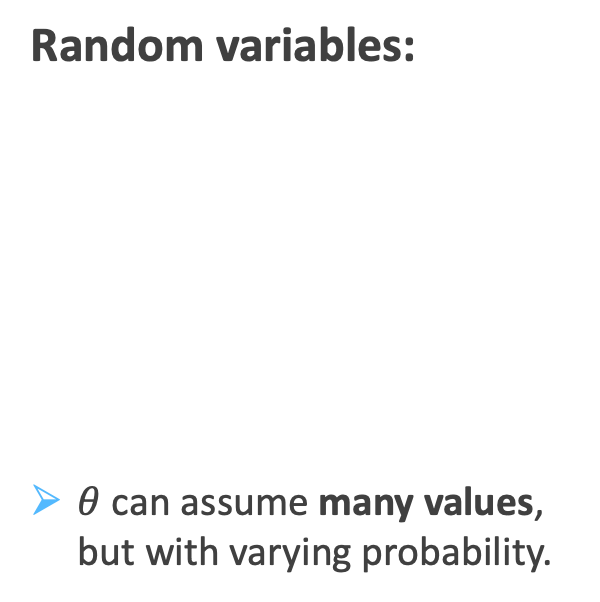 Random variables:
➢ θ can assume many values,
but with varying probability.